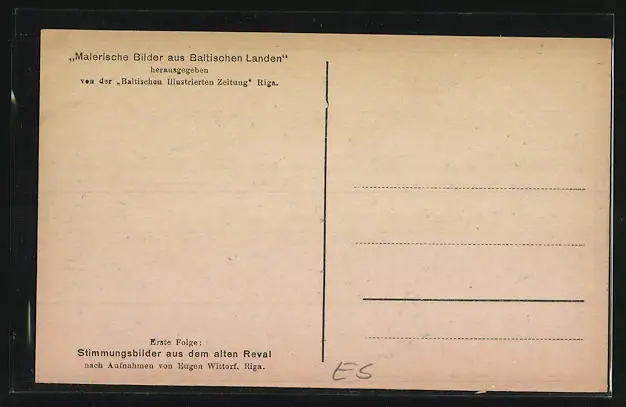 „Malerische Bilder aus Baltischen Landen“
herausgegeben
von der „Baltischen Illustrierten Zeitung“ Riga.
Erste Folge:
Stimmungsbilder aus dem alten Reval
nach Aufnahmen von Eugen Wittorf, Riga.
ES